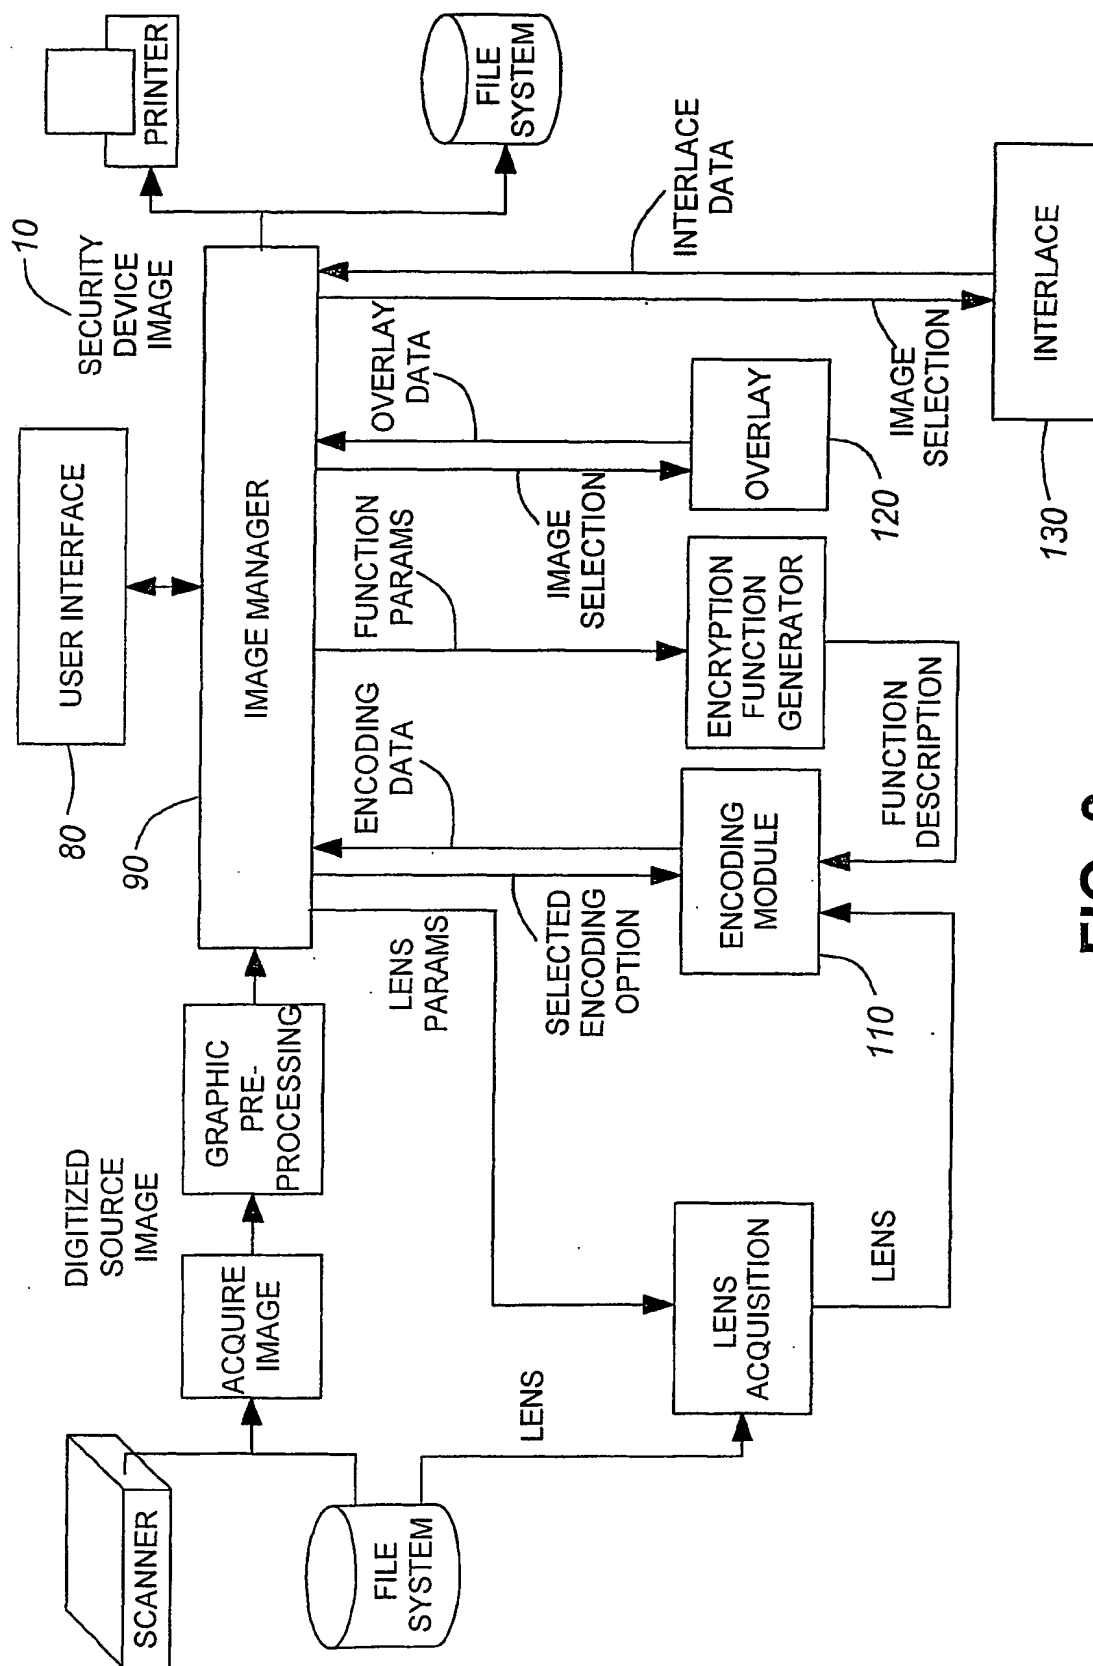 SCANNER
FILE
SYSTEM
ACQUIRE
IMAGE
DIGITIZED
SOURCE
IMAGE
GRAPHIC
PRE-
PROCESSING
USER INTERFACE
80
IMAGE MANAGER
90
SECURITY
DEVICE
IMAGE
10
PRINTER
FILE
SYSTEM
LENS
PARAMS
SELECTED
ENCODING
OPTION
ENCODING
DATA
FUNCTION
PARAMS
IMAGE
SELECTION
OVERLAY
DATA
IMAGE
SELECTION
INTERLACE
DATA
LENS
LENS
ACQUISITION
LENS
ENCODING
MODULE
110
ENCRYPTION
FUNCTION
GENERATOR
FUNCTION
DESCRIPTION
OVERLAY
120
INTERLACE
130
FIG.